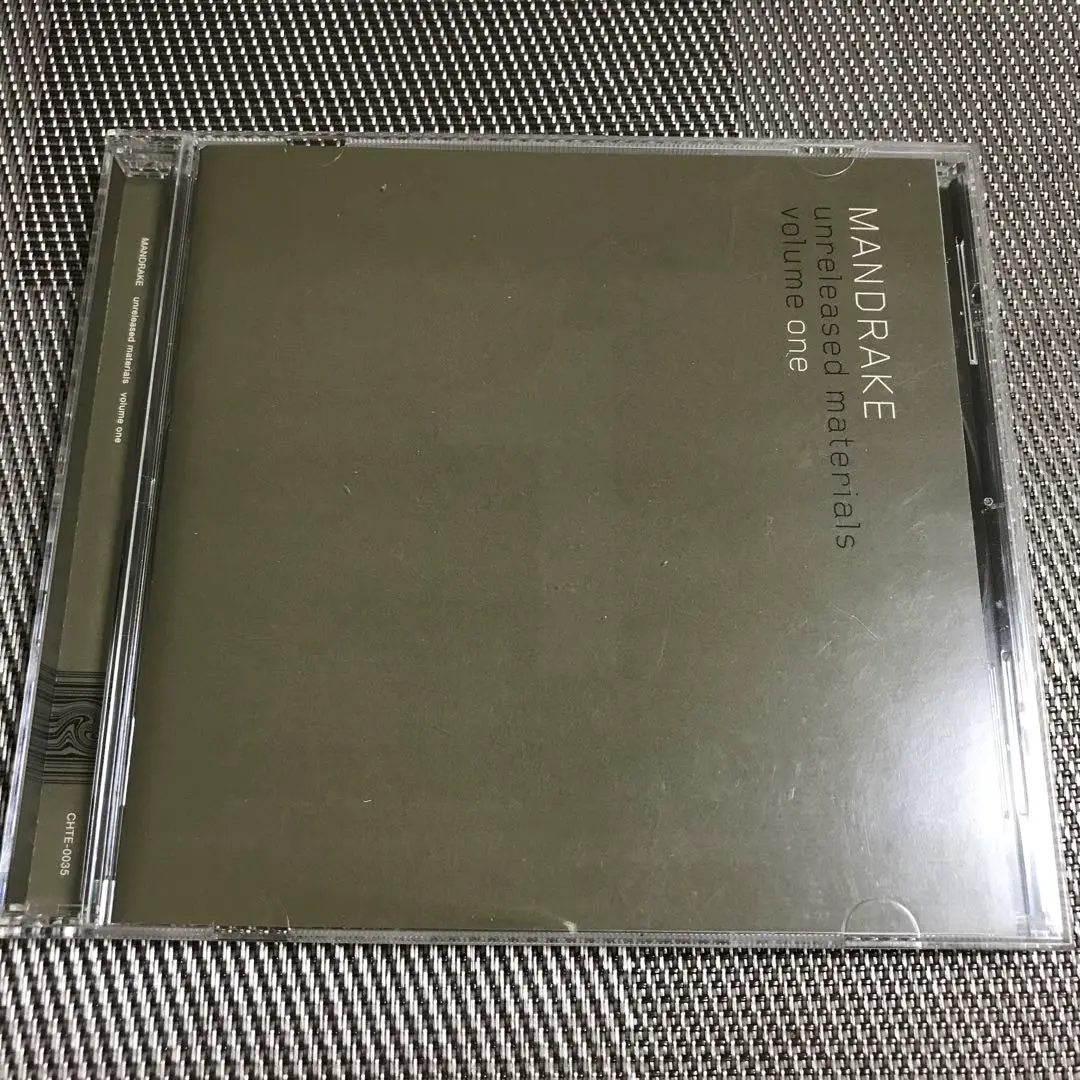 MANDRAKE
unreleased materials
volume one
MANDRAKE unreleased materials volume one
CHTE-0035